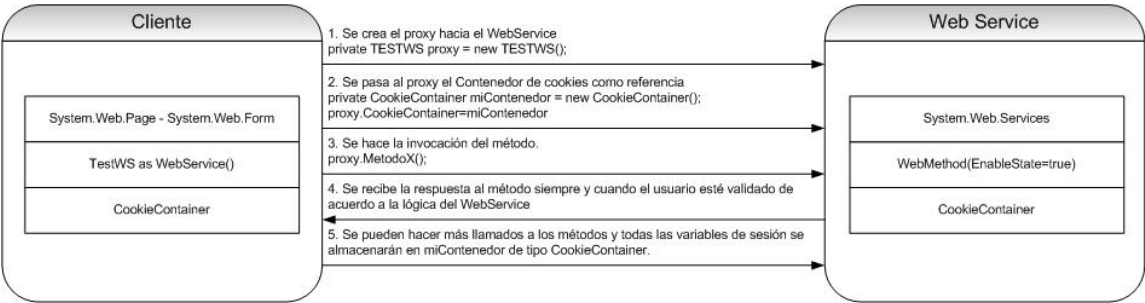 Cliente
Web Service
1. Se crea el proxy hacia el WebService
private TESTWS proxy = new TESTWS();
2. Se pasa al proxy el Contenedor de cookies como referencia
private CookieContainer miContenedor = new CookieContainer();
proxy.CookieContainer=miContenedor
3. Se hace la invocación del método.
proxy.MetodoX();
4. Se recibe la respuesta al método siempre y cuando el usuario esté validado de
acuerdo a la lógica del WebService
5. Se pueden hacer más llamados a los métodos y todas las variables de sesión se
almacenarán en miContenedor de tipo CookieContainer.
System.Web.Page - System.Web.Form
TestWS as WebService()
CookieContainer
System.Web.Services
WebMethod(EnableState=true)
CookieContainer